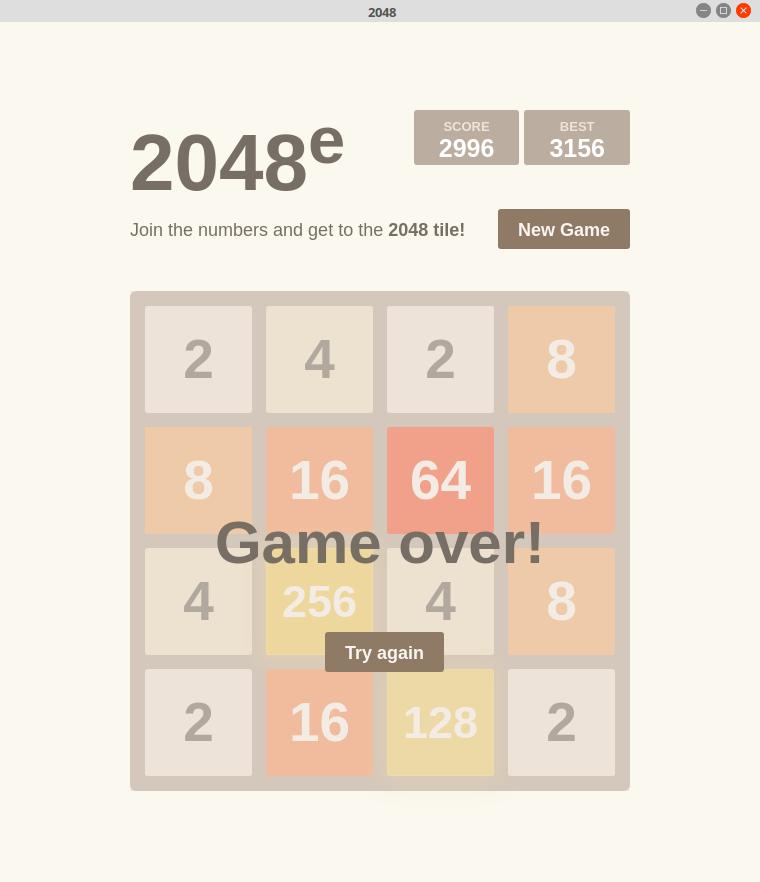 2048
2048e
SCORE
2996
BEST
3156
Join the numbers and get to the 2048 tile!
New Game
2 4 2 8
8 16 64 16
Game over!
4 256 4 8
Try again
2 16 128 2